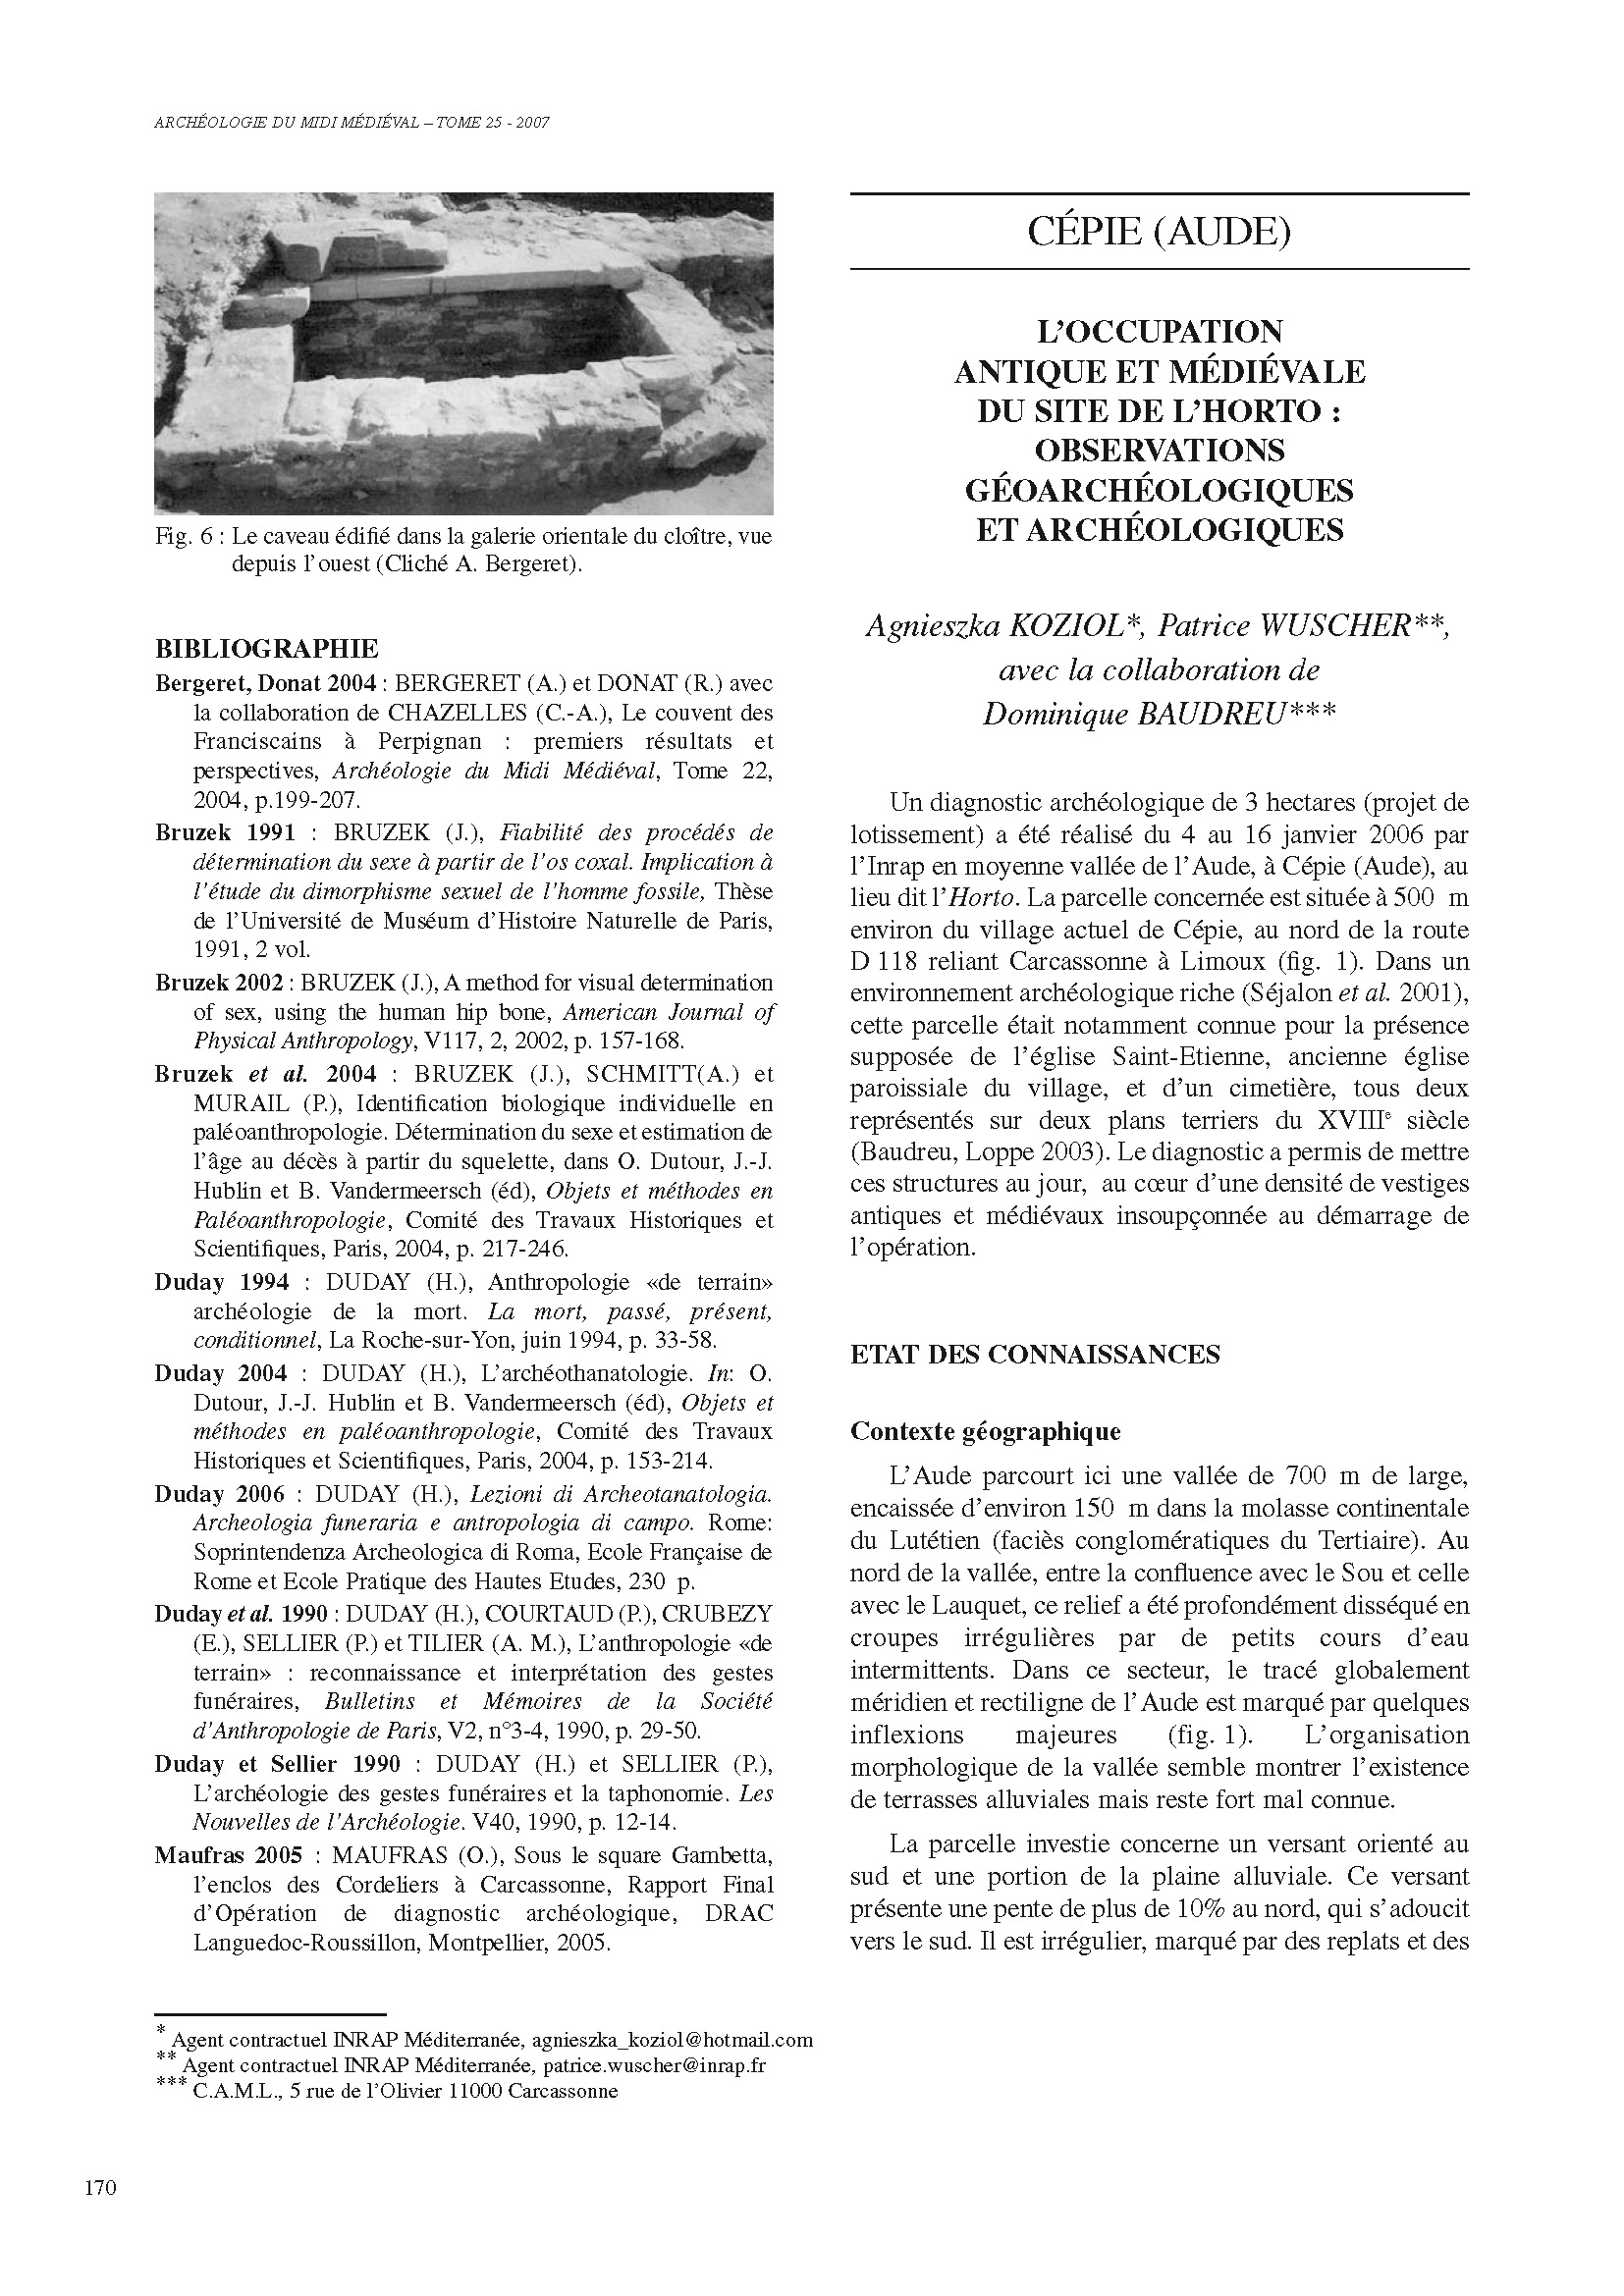 ARCHÉOLOGIE DU MIDI MÉDIÉVAL – TOME 25 - 2007
Fig. 6 : Le caveau édifié dans la galerie orientale du cloître, vue
depuis l’ouest (Cliché A. Bergeret).
BIBLIOGRAPHIE
Bergeret, Donat 2004 : BERGERET (A.) et DONAT (R.) avec
la collaboration de CHAZELLES (C.-A.), Le couvent des
Franciscains à Perpignan : premiers résultats et
perspectives, Archéologie du Midi Médiéval, Tome 22,
2004, p.199-207.
Bruzek 1991 : BRUZEK (J.), Fiabilité des procédés de
détermination du sexe à partir de l’os coxal. Implication à
l’étude du dimorphisme sexuel de l’homme fossile, Thèse
de l’Université de Muséum d’Histoire Naturelle de Paris,
1991, 2 vol.
Bruzek 2002 : BRUZEK (J.), A method for visual determination
of sex, using the human hip bone, American Journal of
Physical Anthropology, V117, 2, 2002, p. 157-168.
Bruzek et al. 2004 : BRUZEK (J.), SCHMITT(A.) et
MURAIL (P.), Identification biologique individuelle en
paléoanthropologie. Détermination du sexe et estimation de
l’âge au décès à partir du squelette, dans O. Dutour, J.-J.
Hublin et B. Vandermeersch (éd), Objets et méthodes en
Paléoanthropologie, Comité des Travaux Historiques et
Scientifiques, Paris, 2004, p. 217-246.
Duday 1994 : DUDAY (H.), Anthropologie «de terrain»
archéologie de la mort. La mort, passé, présent,
conditionnel, La Roche-sur-Yon, juin 1994, p. 33-58.
Duday 2004 : DUDAY (H.), L’archéothanatologie. In: O.
Dutour, J.-J. Hublin et B. Vandermeersch (éd), Objets et
méthodes en paléoanthropologie, Comité des Travaux
Historiques et Scientifiques, Paris, 2004, p. 153-214.
Duday 2006 : DUDAY (H.), Lezioni di Archeotanatologia.
Archeologia funeraria e antropologia di campo. Rome:
Soprintendenza Archeologica di Roma, Ecole Française de
Rome et Ecole Pratique des Hautes Etudes, 230 p.
Duday et al. 1990 : DUDAY (H.), COURTAUD (P.), CRUBEZY
(E.), SELLIER (P.) et TILIER (A. M.), L’anthropologie «de
terrain» : reconnaissance et interprétation des gestes
funéraires, Bulletins et Mémoires de la Société
d’Anthropologie de Paris, V2, n°3-4, 1990, p. 29-50.
Duday et Sellier 1990 : DUDAY (H.) et SELLIER (P.),
L’archéologie des gestes funéraires et la taphonomie. Les
Nouvelles de l’Archéologie. V40, 1990, p. 12-14.
Maufras 2005 : MAUFRAS (O.), Sous le square Gambetta,
l’enclos des Cordeliers à Carcassonne, Rapport Final
d’Opération de diagnostic archéologique, DRAC
Languedoc-Roussillon, Montpellier, 2005.
CÉPIE (AUDE)
L’OCCUPATION
ANTIQUE ET MÉDIÉVALE
DU SITE DE L’HORTO :
OBSERVATIONS
GÉOARCHÉOLOGIQUES
ET ARCHÉOLOGIQUES
Agnieszka KOZIOL*, Patrice WUSCHER**,
avec la collaboration de
Dominique BAUDREU***
Un diagnostic archéologique de 3 hectares (projet de
lotissement) a été réalisé du 4 au 16 janvier 2006 par
l’Inrap en moyenne vallée de l’Aude, à Cépie (Aude), au
lieu dit l’Horto. La parcelle concernée est située à 500 m
environ du village actuel de Cépie, au nord de la route
D 118 reliant Carcassonne à Limoux (fig. 1). Dans un
environnement archéologique riche (Séjalon et al. 2001),
cette parcelle était notamment connue pour la présence
supposée de l’église Saint-Etienne, ancienne église
paroissiale du village, et d’un cimetière, tous deux
représentés sur deux plans terriers du XVIIIe siècle
(Baudreu, Loppe 2003). Le diagnostic a permis de mettre
ces structures au jour, au cœur d’une densité de vestiges
antiques et médiévaux insoupçonnée au démarrage de
l’opération.
ETAT DES CONNAISSANCES
Contexte géographique
L’Aude parcourt ici une vallée de 700 m de large,
encaissée d’environ 150 m dans la molasse continentale
du Lutétien (faciès conglomératiques du Tertiaire). Au
nord de la vallée, entre la confluence avec le Sou et celle
avec le Lauquet, ce relief a été profondément disséqué en
croupes irrégulières par de petits cours d’eau
intermittents. Dans ce secteur, le tracé globalement
méridien et rectiligne de l’Aude est marqué par quelques
inflexions majeures (fig. 1). L’organisation
morphologique de la vallée semble montrer l’existence
de terrasses alluviales mais reste fort mal connue.
La parcelle investie concerne un versant orienté au
sud et une portion de la plaine alluviale. Ce versant
présente une pente de plus de 10% au nord, qui s’adoucit
vers le sud. Il est irrégulier, marqué par des replats et des
* Agent contractuel INRAP Méditerranée, agnieszka_koziol@hotmail.com
** Agent contractuel INRAP Méditerranée, patrice.wuscher@inrap.fr
*** C.A.M.L., 5 rue de l’Olivier 11000 Carcassonne
170